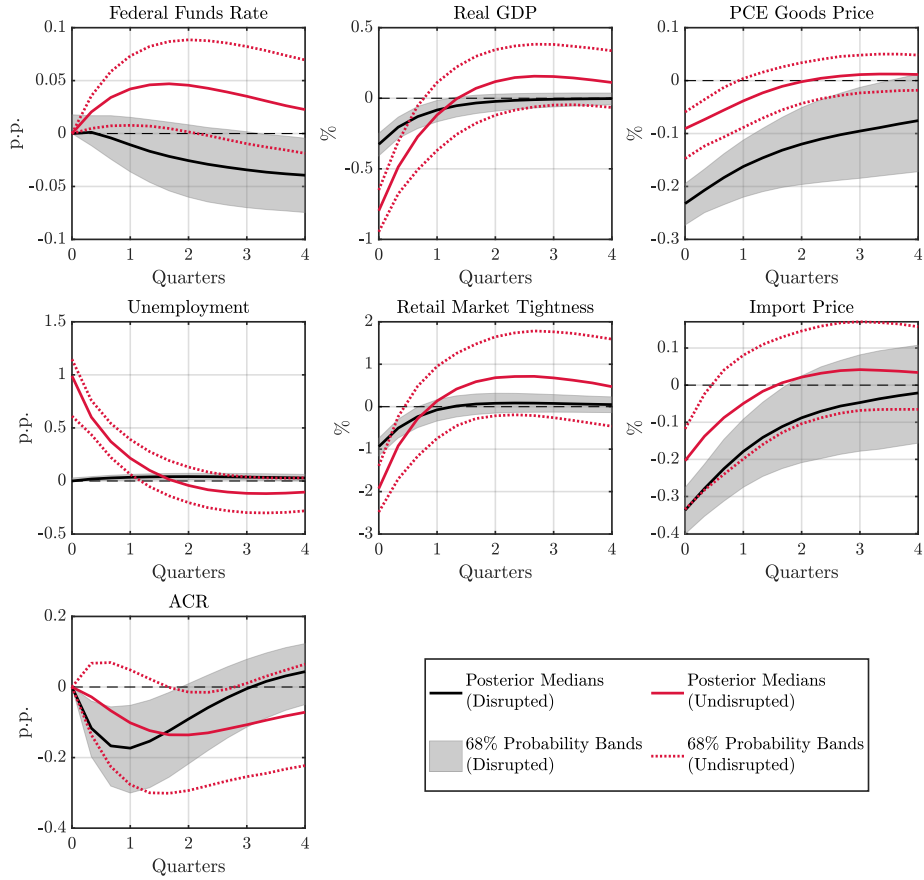 Federal Funds Rate
0.1
0.05
0
-0.05
-0.1
p.p.
0 1 2 3 4
Quarters
Real GDP
0.5
0
-0.5
-1
%
0 1 2 3 4
Quarters
PCE Goods Price
0.1
0
-0.1
-0.2
-0.3
%
0 1 2 3 4
Quarters
Unemployment
1.5
1
0.5
0
-0.5
p.p.
0 1 2 3 4
Quarters
Retail Market Tightness
2
1
0
-1
-2
-3
%
0 1 2 3 4
Quarters
Import Price
0.1
0
-0.1
-0.2
-0.3
-0.4
%
0 1 2 3 4
Quarters
ACR
0.2
0
-0.2
-0.4
p.p.
0 1 2 3 4
Quarters
Posterior Medians
(Disrupted)
Posterior Medians
(Undisrupted)
68% Probability Bands
(Disrupted)
68% Probability Bands
(Undisrupted)